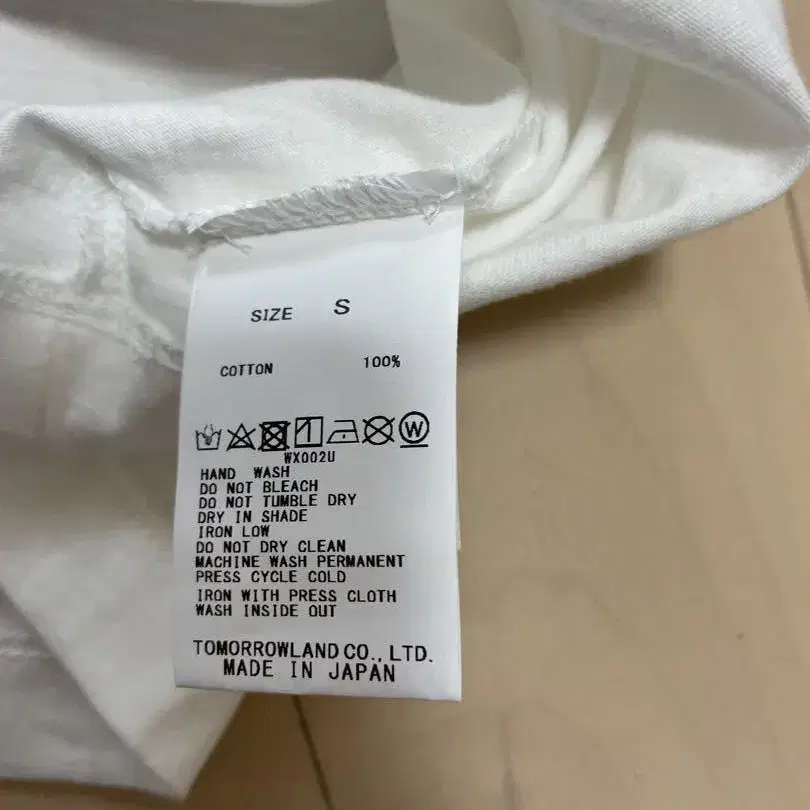 SIZE S
COTTON 100%
W
WX002U
HAND WASH
DO NOT BLEACH
DO NOT TUMBLE DRY
DRY IN SHADE
IRON LOW
DO NOT DRY CLEAN
MACHINE WASH PERMANENT
PRESS CYCLE COLD
IRON WITH PRESS CLOTH
WASH INSIDE OUT
TOMORROWLAND CO., LTD.
MADE IN JAPAN